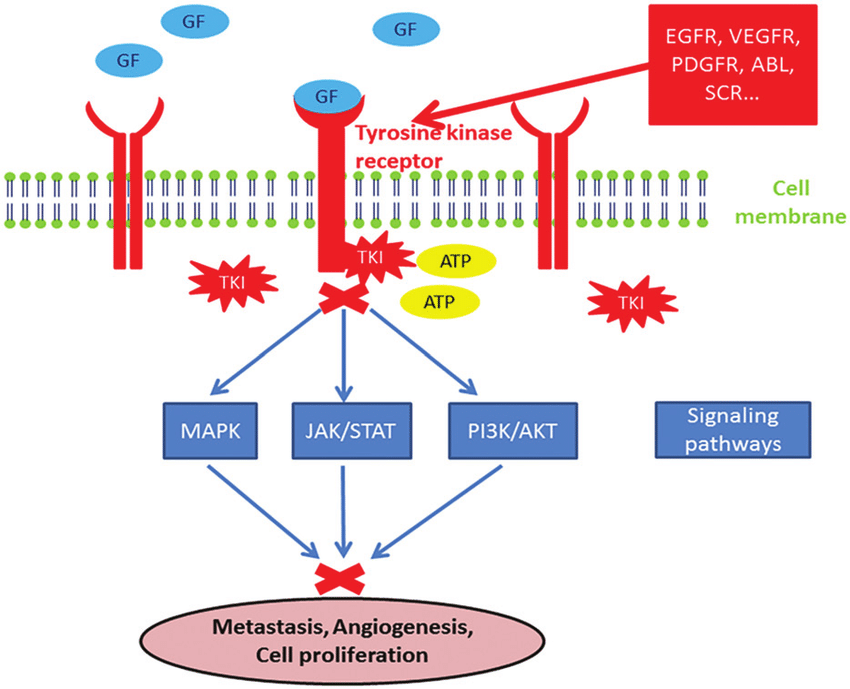 GF
GF
GF
EGFR, VEGFR,
PDGFR, ABL,
SCR...
GF
Tyrosine kinase
receptor
Cell
membrane
TKI
ATP
TKI
ATP
TKI
MAPK
JAK/STAT
PI3K/AKT
Signaling
pathways
Metastasis, Angiogenesis,
Cell proliferation